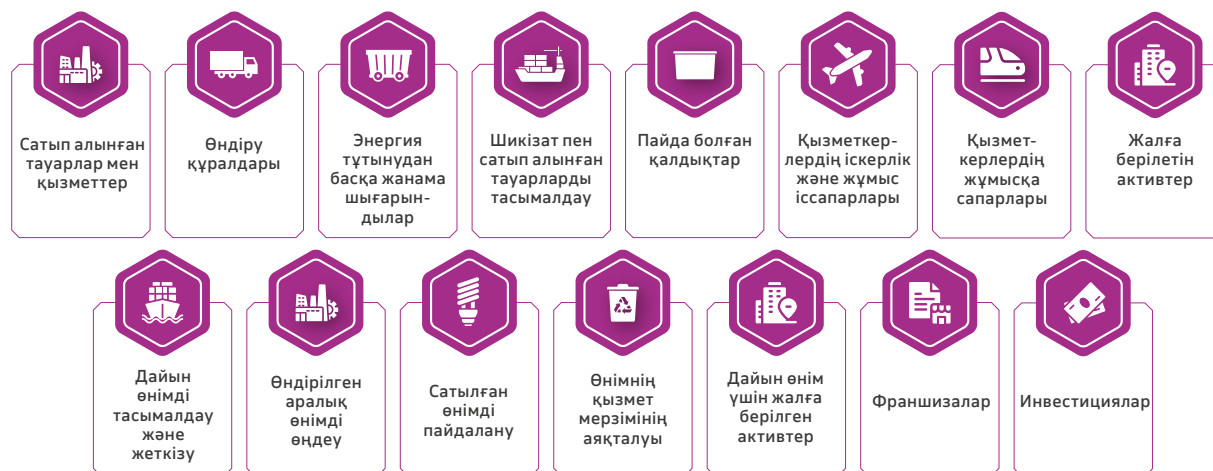 Сатып алынған
тауарлар мен
қызметтер
Өндіру
құралдары
Энергия
тұтынудан
басқа жанама
шығарын-
дылар
Шикізат пен
сатып алынған
тауарларды
тасымалдау
Пайда болған
қалдықтар
Қызметкер-
лердің іскерлік
және жұмыс
іссапарлары
Қызмет-
керлердің
жұмысқа
сапарлары
Жалға
берілетін
активтер
Дайын
өнімді
тасымалдау
және
жеткізу
Өндірілген
аралық
өнімді
өңдеу
Сатылған
өнімді
пайдалану
Өнімнің
қызмет
мерзімінің
аяқталуы
Дайын өнім
үшін жалға
берілген
активтер
Франшизалар
Инвестициялар